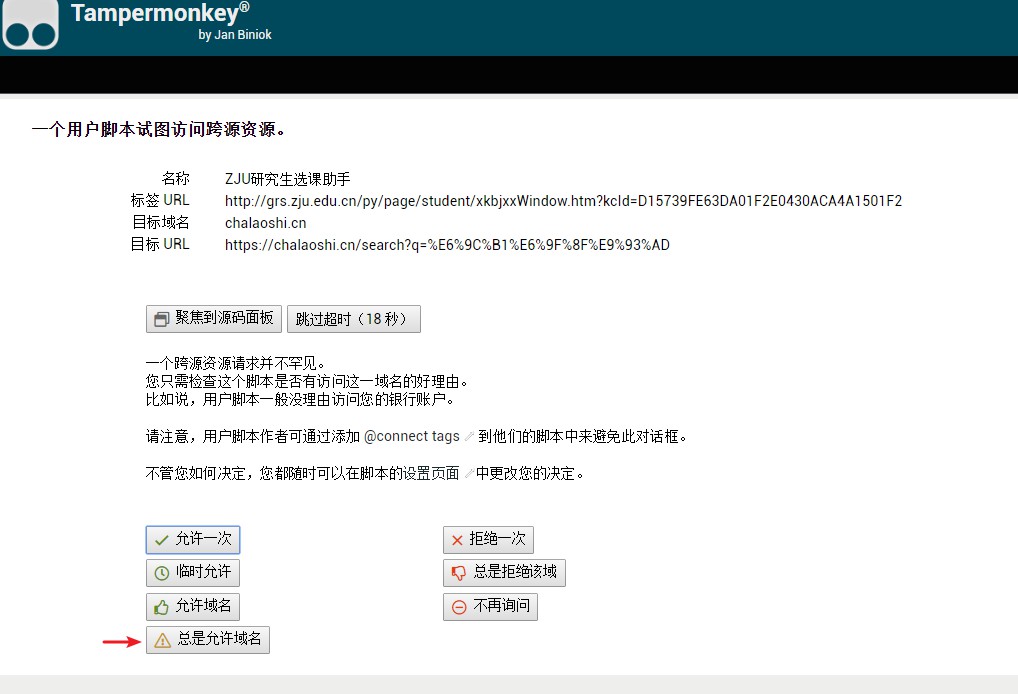 Tampermonkey®
by Jan Biniok
一个用户脚本试图访问跨源资源。
名称 ZJU研究生选课助手
标签 URL http://grs.zju.edu.cn/py/page/student/xkbjxxWindow.htm?kcId=D15739FE63DA01F2E0430ACA4A1501F2
目标域名 chalaoshi.cn
目标 URL https://chalaoshi.cn/search?q=%E6%9C%B1%E6%9F%8F%E9%93%AD
聚焦到源码面板 跳过超时（18 秒）
一个跨源资源请求并不罕见。
您只需检查这个脚本是否有访问这一域名的好理由。
比如说，用户脚本一般没理由访问您的银行账户。
请注意，用户脚本作者可通过添加 @connect tags 到他们的脚本中来避免此对话框。
不管您如何决定，您都随时可以在脚本的设置页面 中更改您的决定。
允许一次 拒绝一次
临时允许 总是拒绝该域
允许域名 不再询问
总是允许域名